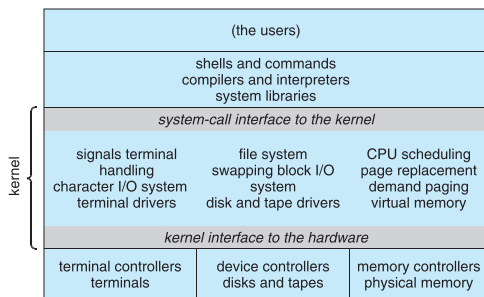 (the users)
shells and commands
compilers and interpreters
system libraries
system-call interface to the kernel
kernel
signals terminal
handling
character I/O system
terminal drivers
file system
swapping block I/O
system
disk and tape drivers
CPU scheduling
page replacement
demand paging
virtual memory
kernel interface to the hardware
terminal controllers
terminals
device controllers
disks and tapes
memory controllers
physical memory